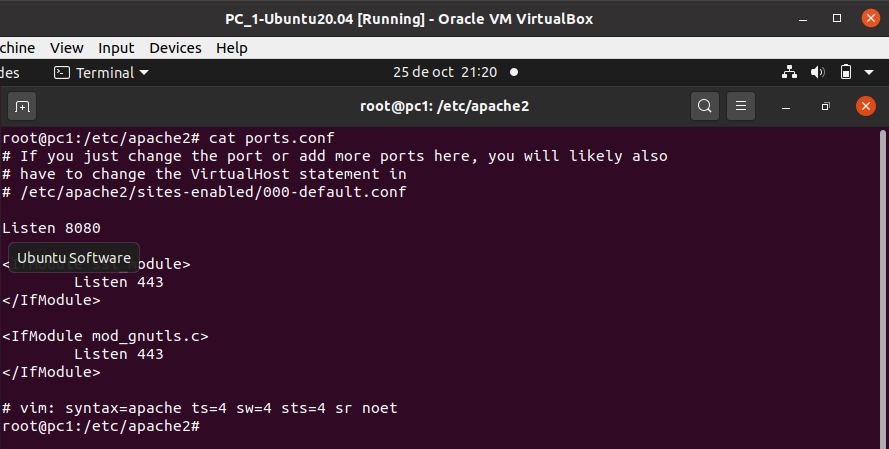 PC_1-Ubuntu20.04 [Running] - Oracle VM VirtualBox
chine View Input Devices Help
des Terminal 25 de oct 21:20
root@pc1: /etc/apache2
root@pc1:/etc/apache2# cat ports.conf
# If you just change the port or add more ports here, you will likely also
# have to change the VirtualHost statement in
# /etc/apache2/sites-enabled/000-default.conf
Listen 8080
Ubuntu Software
<IfModule ssl_module>
Listen 443
</IfModule>
<IfModule mod_gnutls.c>
Listen 443
</IfModule>
# vim: syntax=apache ts=4 sw=4 sts=4 sr noet
root@pc1:/etc/apache2#